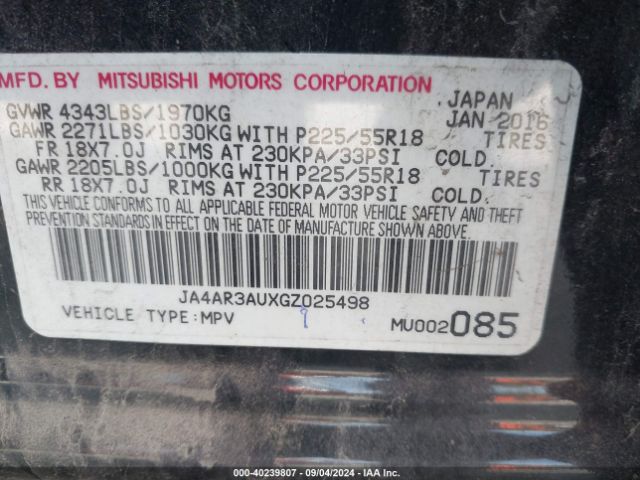 MFD. BY MITSUBISHI MOTORS CORPORATION
JAPAN
GVWR 4343LBS/1970KG JAN 2016
GAWR 2271LBS/1030KG WITH P225/55R18 TIRES
FR 18X7.0J RIMS AT 230KPA/33PSI COLD.
GAWR 2205LBS/1000KG WITH P225/55R18 TIRES
RR 18X7.0J RIMS AT 230KPA/33PSI COLD.
THIS VEHICLE CONFORMS TO ALL APPLICABLE FEDERAL MOTOR VEHICLE SAFETY AND THEFT
PREVENTION STANDARDS IN EFFECT ON THE DATE OF MANUFACTURE SHOWN ABOVE.
JA4AR3AUXGZ025498
VEHICLE TYPE:MPV MU002085
000-40239807 - 09/04/2024 - IAA Inc.